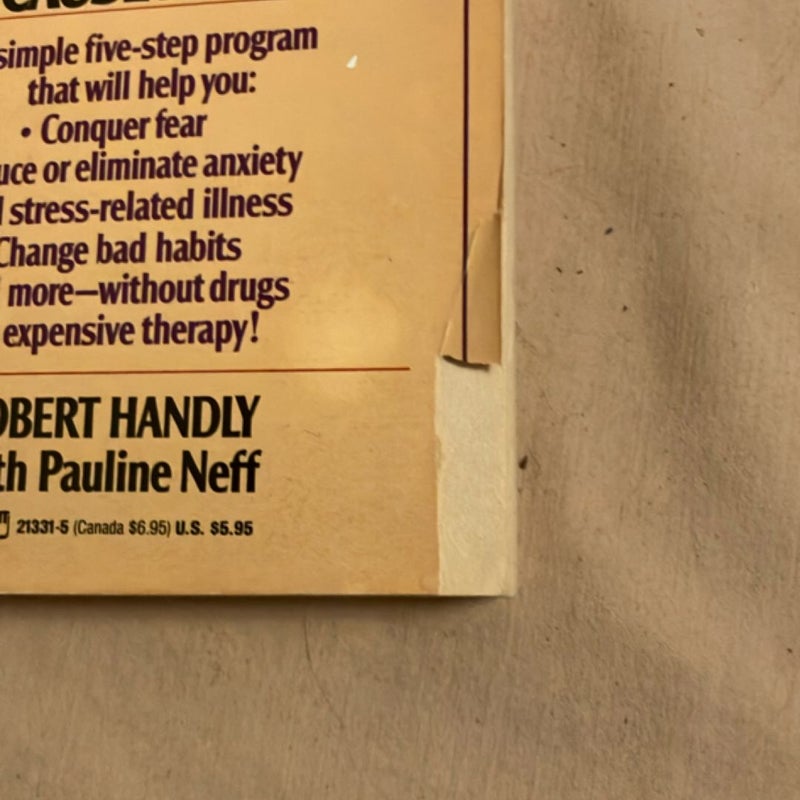 simple five-step program
that will help you:
• Conquer fear
uce or eliminate anxiety
stress-related illness
Change bad habits
more—without drugs
expensive therapy!
OBERT HANDLY
th Pauline Neff
21331-5 (Canada $6.95) U.S. $5.95